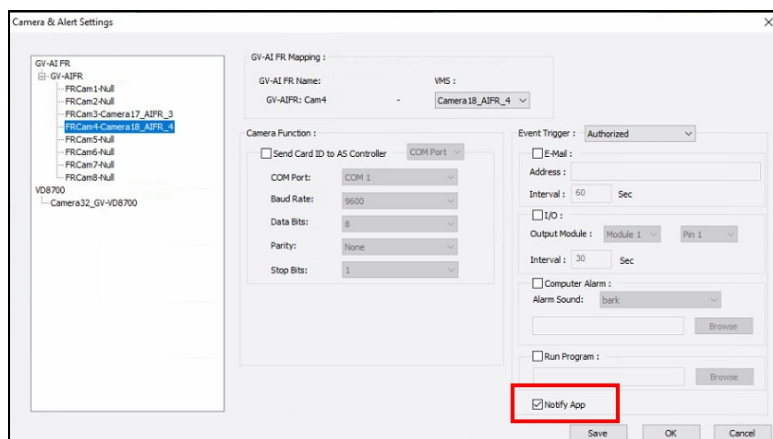 Camera & Alert Settings
GV-AI FR
GV-AIFR
FRCam1-Null
FRCam2-Null
FRCam3-Camera17_AIFR_3
FRCam4-Camera18_AIFR_4
FRCam5-Null
FRCam6-Null
FRCam7-Null
FRCam8-Null
VD8700
Camera32_GV-VD8700
GV-AI FR Mapping :
GV-AI FR Name: VMS :
GV-AIFR: Cam4 - Camera18_AIFR_4
Camera Function :
Send Card ID to AS Controller COM Port
COM Port: COM 1
Baud Rate: 9600
Data Bits: 8
Parity: None
Stop Bits: 1
Event Trigger : Authorized
E-Mail :
Address :
Interval : 60 Sec
I/O :
Output Module : Module 1 Pin 1
Interval : 30 Sec
Computer Alarm :
Alarm Sound: bark
Browse
Run Program :
Browse
Notify App
Save OK Cancel